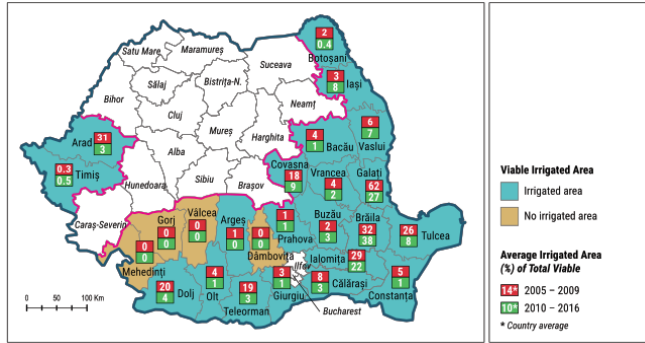 2
0.4
Botoșani
Satu Mare
Maramureș
Suceava
3
8
Iași
Sălaj
Bistrița-N.
Bihor
Neamț
Cluj
6
7
Vaslui
Arad
31
3
Mureș
Harghita
4
1
Bacău
Alba
0.3
0.5
Timiș
Covasna
18
9
Vrancea
4
2
Galați
62
27
Hunedoara
Sibiu
Brașov
Caraș-Severin
Gorj
0
0
Vâlcea
0
0
Argeș
1
0
0
0
Dâmbovița
1
1
Prahova
Buzău
2
3
Brăila
32
38
26
8
Tulcea
0
0
Mehedinți
Ilfov
Ialomița
29
22
20
4
Dolj
4
1
Olt
19
3
Teleorman
3
1
Giurgiu
8
3
Călărași
5
1
Constanța
Bucharest
0 50 100 Km
Viable Irrigated Area
Irrigated area
No irrigated area
Average Irrigated Area
(%) of Total Viable
14* 2005 – 2009
10* 2010 – 2016
* Country average